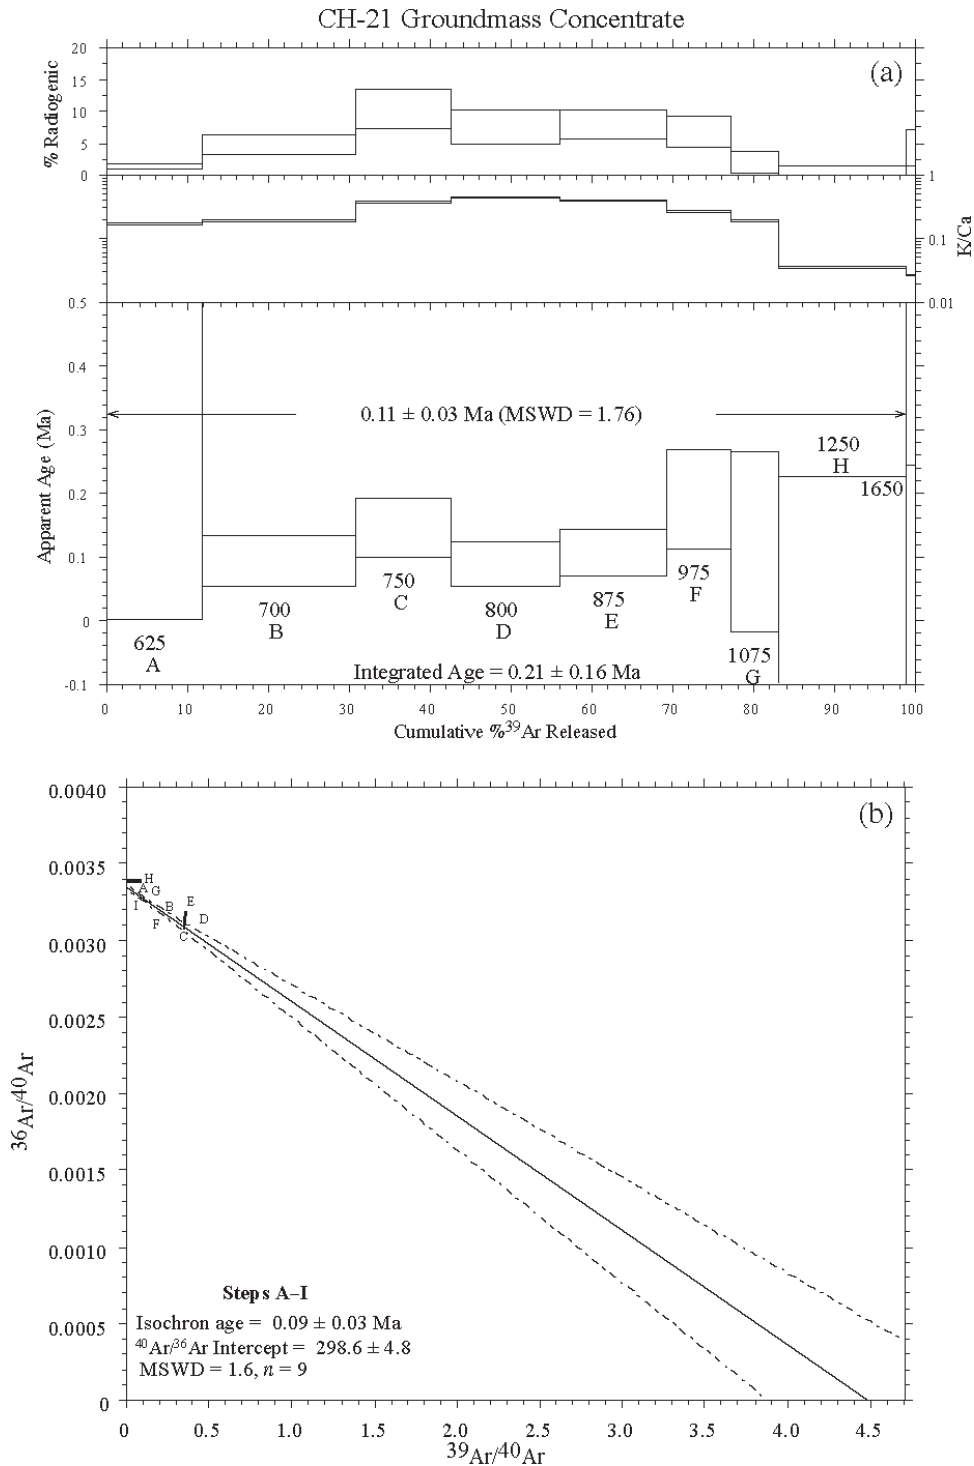 CH-21 Groundmass Concentrate
(a)
% Radiogenic
20
15
10
5
0
1
0.1
0.01
K/Ca
0.5
0.4
0.3
0.2
0.1
0
-0.1
Apparent Age (Ma)
0.11 ± 0.03 Ma (MSWD = 1.76)
625
A
700
B
750
C
800
D
875
E
975
F
1075
G
1250
H
1650
Integrated Age = 0.21 ± 0.16 Ma
0 10 20 30 40 50 60 70 80 90 100
Cumulative %³⁹Ar Released
(b)
0.0040
0.0035
0.0030
0.0025
0.0020
0.0015
0.0010
0.0005
0
³⁶Ar/⁴⁰Ar
H
A
G
I
B
F
E
D
C
Steps A–I
Isochron age = 0.09 ± 0.03 Ma
⁴⁰Ar/³⁶Ar Intercept = 298.6 ± 4.8
MSWD = 1.6, n = 9
0 0.5 1.0 1.5 2.0 2.5 3.0 3.5 4.0 4.5
³⁹Ar/⁴⁰Ar